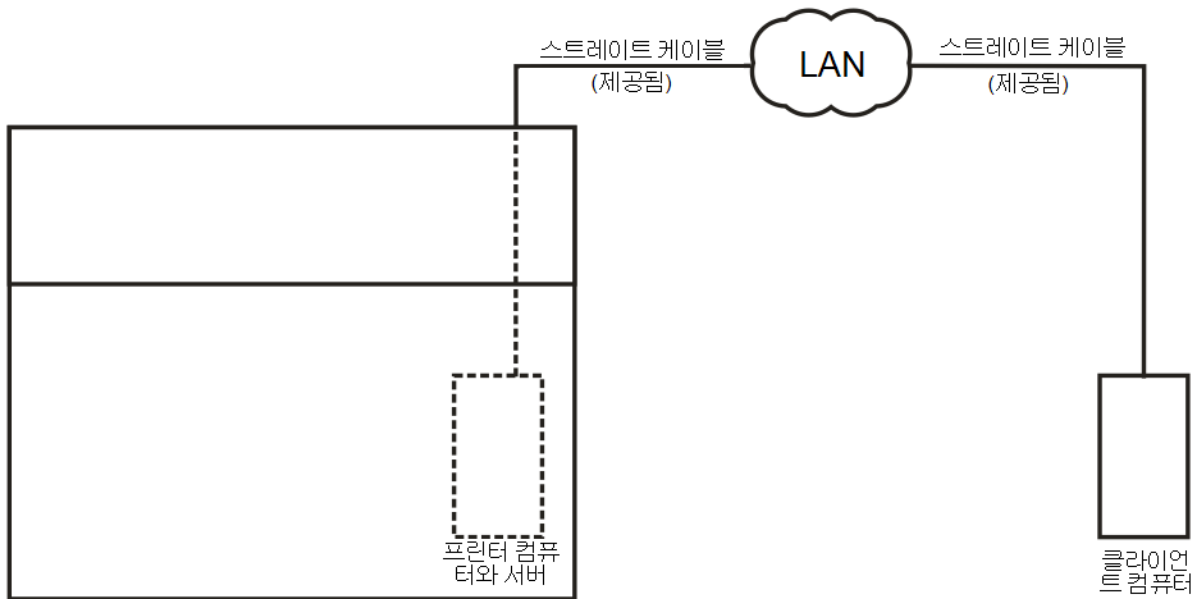 스트레이트 케이블
(제공됨)
LAN
스트레이트 케이블
(제공됨)
프린터 컴퓨
터와 서버
클라이언
트 컴퓨터